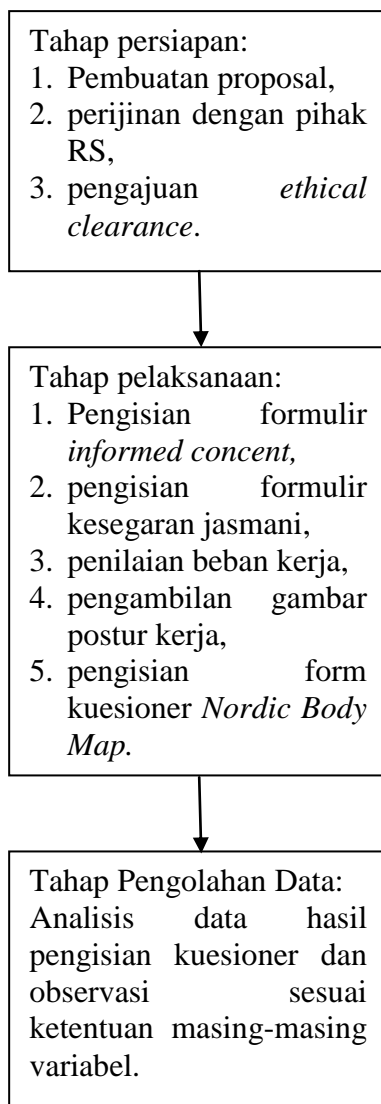 Tahap persiapan:
1. Pembuatan proposal,
2. perijinan dengan pihak
RS,
3. pengajuan ethical
clearance.
Tahap pelaksanaan:
1. Pengisian formulir
informed concent,
2. pengisian formulir
kesegaran jasmani,
3. penilaian beban kerja,
4. pengambilan gambar
postur kerja,
5. pengisian form
kuesioner Nordic Body
Map.
Tahap Pengolahan Data:
Analisis data hasil
pengisian kuesioner dan
observasi sesuai
ketentuan masing-masing
variabel.